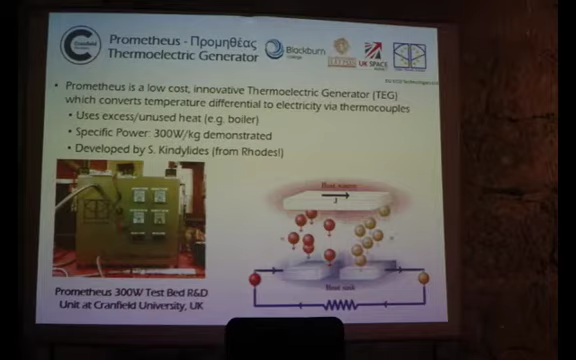 Cranfield
Prometheus - Προμηθέας
Thermoelectric Generator
Blackburn
College
UK SPACE
• Prometheus is a low cost, innovative Thermoelectric Generator (TEG)
which converts temperature differential to electricity via thermocouples
• Uses excess/unused heat (e.g. boiler)
• Specific Power: 300W/kg demonstrated
• Developed by S. Kindylides (from Rhodes!)
Heat source
I
Heat sink
Prometheus 300W Test Bed R&D
Unit at Cranfield University, UK